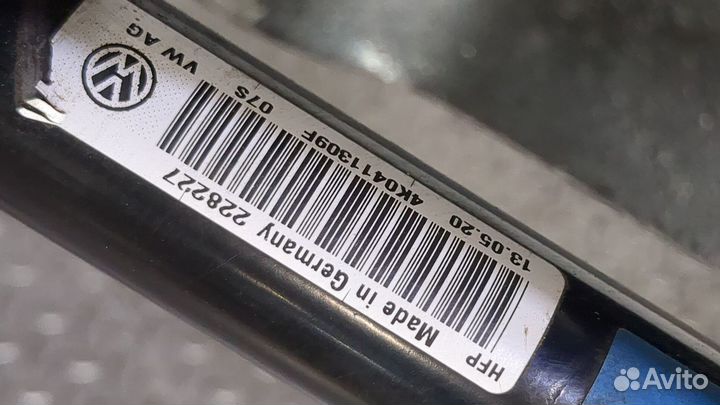 13.05.20 4K0411309F 07S VW AG
HFP Made in Germany 228227
Avito